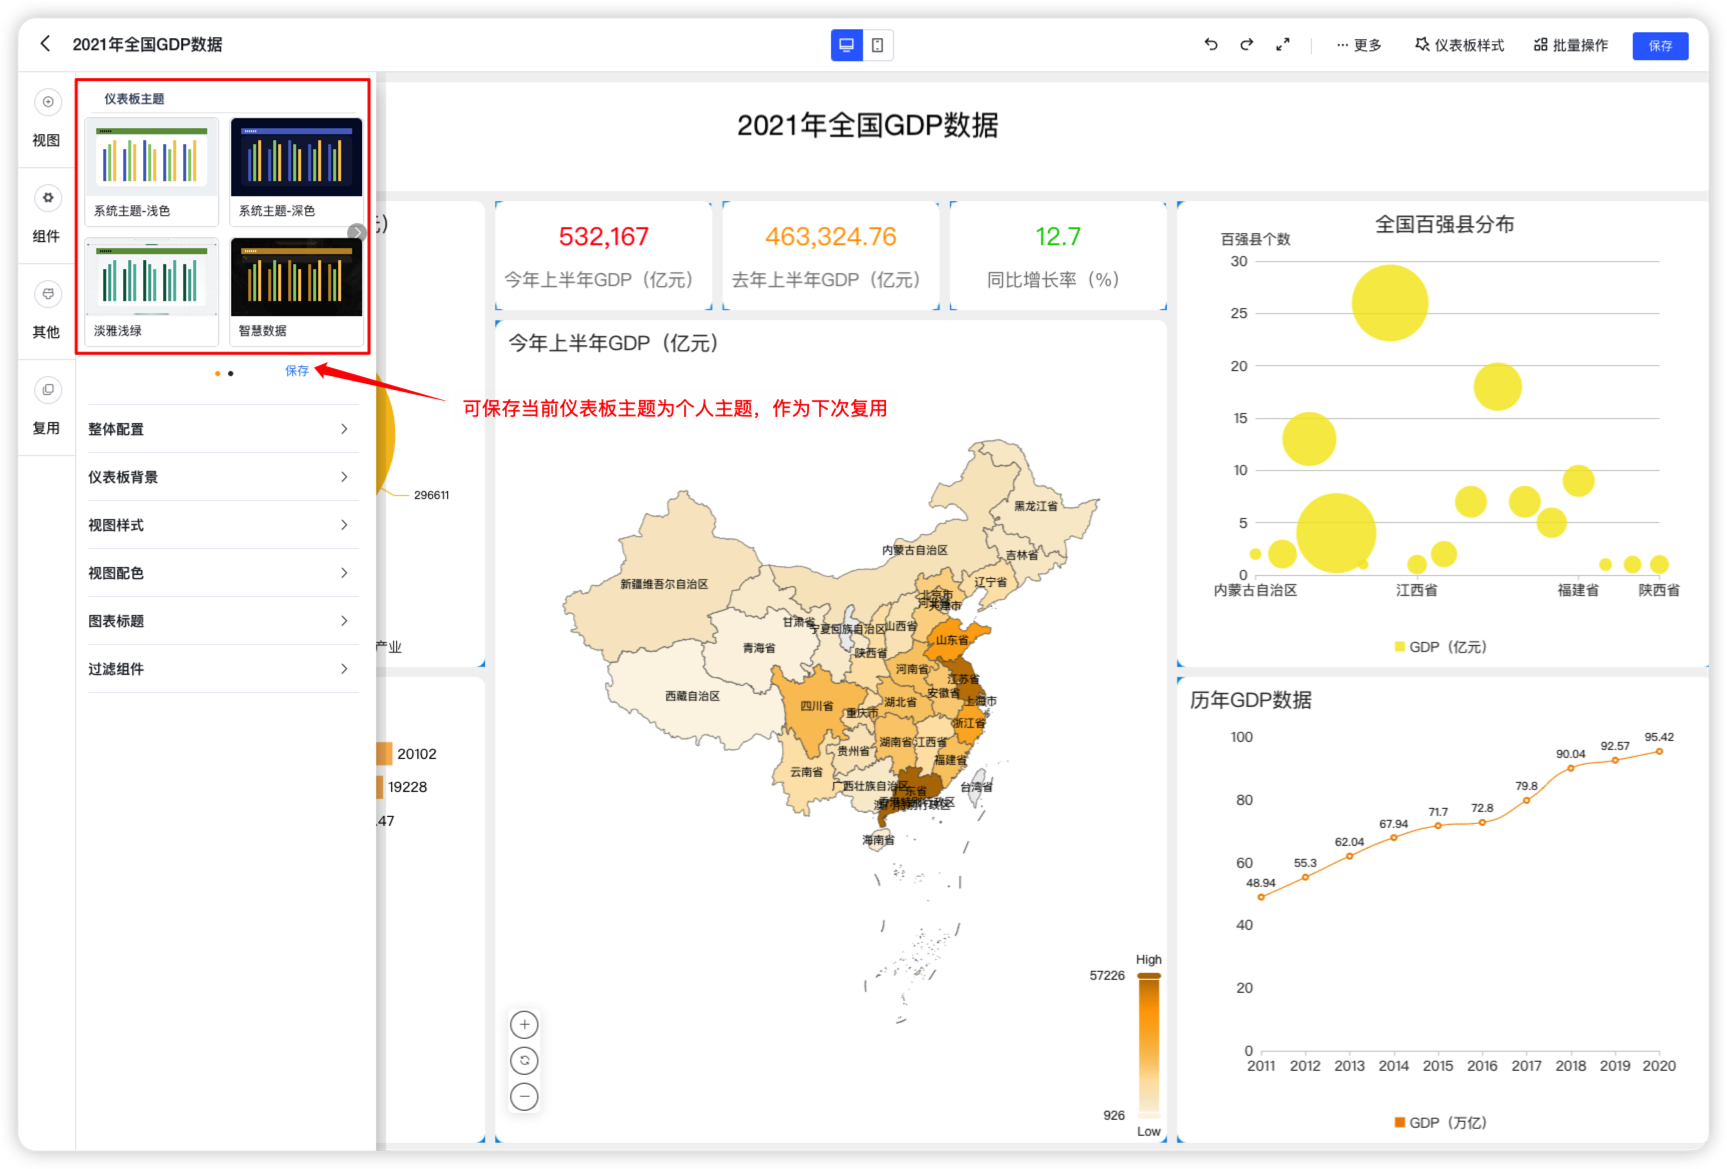 2021年全国GDP数据
更多
仪表板样式
批量操作
保存
视图
组件
其他
复用
仪表板主题
系统主题-浅色
系统主题-深色
淡雅浅绿
智慧数据
保存
可保存当前仪表板主题为个人主题，作为下次复用
整体配置
仪表板背景
视图样式
视图配色
图表标题
过滤组件
2021年全国GDP数据
元）
296611
产业
20102
19228
47
532,167
今年上半年GDP（亿元）
463,324.76
去年上半年GDP（亿元）
12.7
同比增长率（%）
今年上半年GDP（亿元）
黑龙江省
内蒙古自治区
吉林省
新疆维吾尔自治区
辽宁省
北京市
河北省
天津市
甘肃省
宁夏回族自治区
山西省
山东省
青海省
陕西省
河南省
江苏省
西藏自治区
安徽省
四川省
湖北省
上海市
重庆市
浙江省
湖南省
江西省
贵州省
福建省
云南省
广西壮族自治区
广东省
台湾省
香港特别行政区
海南省
High
57226
926
Low
全国百强县分布
百强县个数
30
25
20
15
10
5
0
内蒙古自治区
江西省
福建省
陕西省
GDP（亿元）
历年GDP数据
100
80
60
40
20
0
48.94
55.3
62.04
67.94
71.7
72.8
79.8
90.04
92.57
95.42
2011
2012
2013
2014
2015
2016
2017
2018
2019
2020
GDP（万亿）